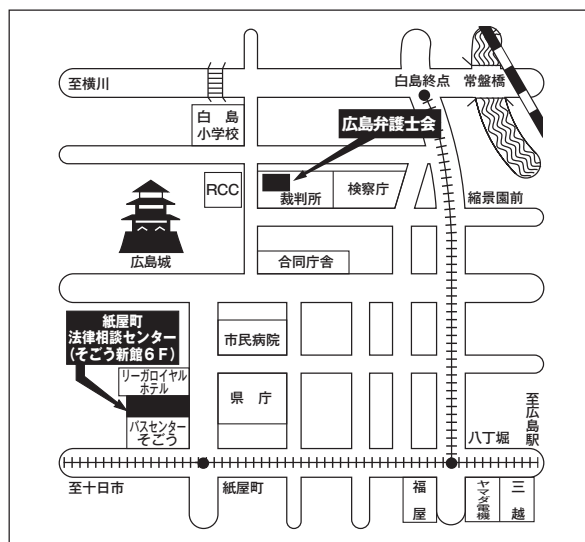 至横川
白島終点
常盤橋
白 島
小学校
広島弁護士会
RCC
裁判所
検察庁
縮景園前
広島城
合同庁舎
紙屋町
法律相談センター
(そごう新館6F)
市民病院
リーガロイヤル
ホテル
県 庁
バスセンター
そごう
至広島駅
八丁堀
至十日市
紙屋町
福屋
ヤマダ電機
三越